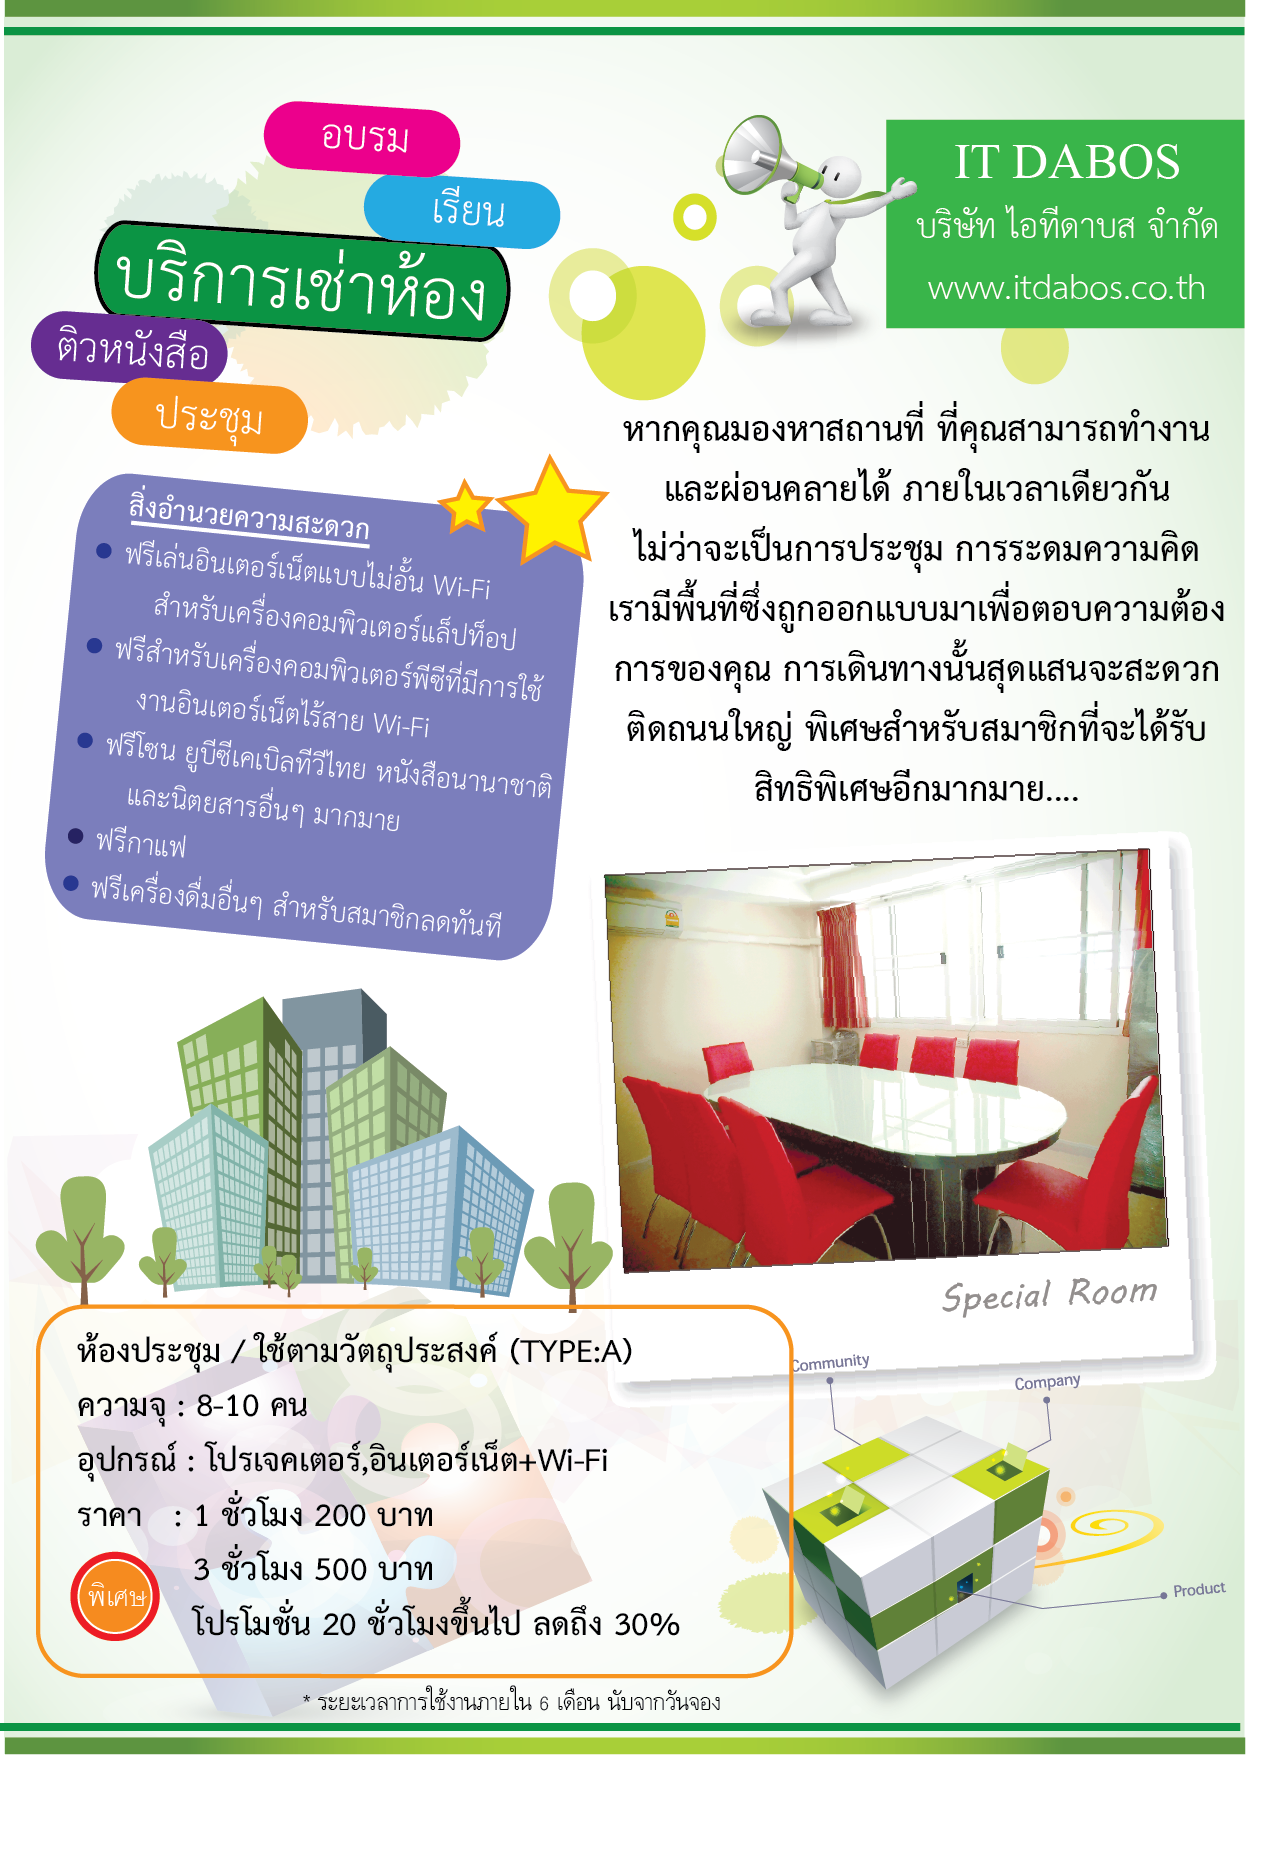 อบรม
เรียน
บริการเช่าห้อง
ติวหนังสือ
ประชุม
IT DABOS
บริษัท ไอทีดาบส จำกัด
www.itdabos.co.th
หากคุณมองหาสถานที่ ที่คุณสามารถทำงาน
และผ่อนคลายได้ ภายในเวลาเดียวกัน
ไม่ว่าจะเป็นการประชุม การระดมความคิด
เรามีพื้นที่ซึ่งถูกออกแบบมาเพื่อตอบความต้อง
การของคุณ การเดินทางนั้นสุดแสนจะสะดวก
ติดถนนใหญ่ พิเศษสำหรับสมาชิกที่จะได้รับ
สิทธิพิเศษอีกมากมาย....
สิ่งอำนวยความสะดวก
ฟรีเล่นอินเตอร์เน็ตแบบไม่อั้น Wi-Fi
สำหรับเครื่องคอมพิวเตอร์แล็ปท็อป
ฟรีสำหรับเครื่องคอมพิวเตอร์พีซีที่มีการใช้
งานอินเตอร์เน็ตไร้สาย Wi-Fi
ฟรีโซน ยูบีซีเคเบิลทีวีไทย หนังสือนานาชาติ
และนิตยสารอื่นๆ มากมาย
ฟรีกาแฟ
ฟรีเครื่องดื่มอื่นๆ สำหรับสมาชิกลดทันที
Special Room
ห้องประชุม / ใช้ตามวัตถุประสงค์ (TYPE:A)
ความจุ : 8-10 คน
อุปกรณ์ : โปรเจคเตอร์,อินเตอร์เน็ต+Wi-Fi
ราคา : 1 ชั่วโมง 200 บาท
3 ชั่วโมง 500 บาท
พิเศษ
โปรโมชั่น 20 ชั่วโมงขึ้นไป ลดถึง 30%
Community
Company
Product
* ระยะเวลาการใช้งานภายใน 6 เดือน นับจากวันจอง